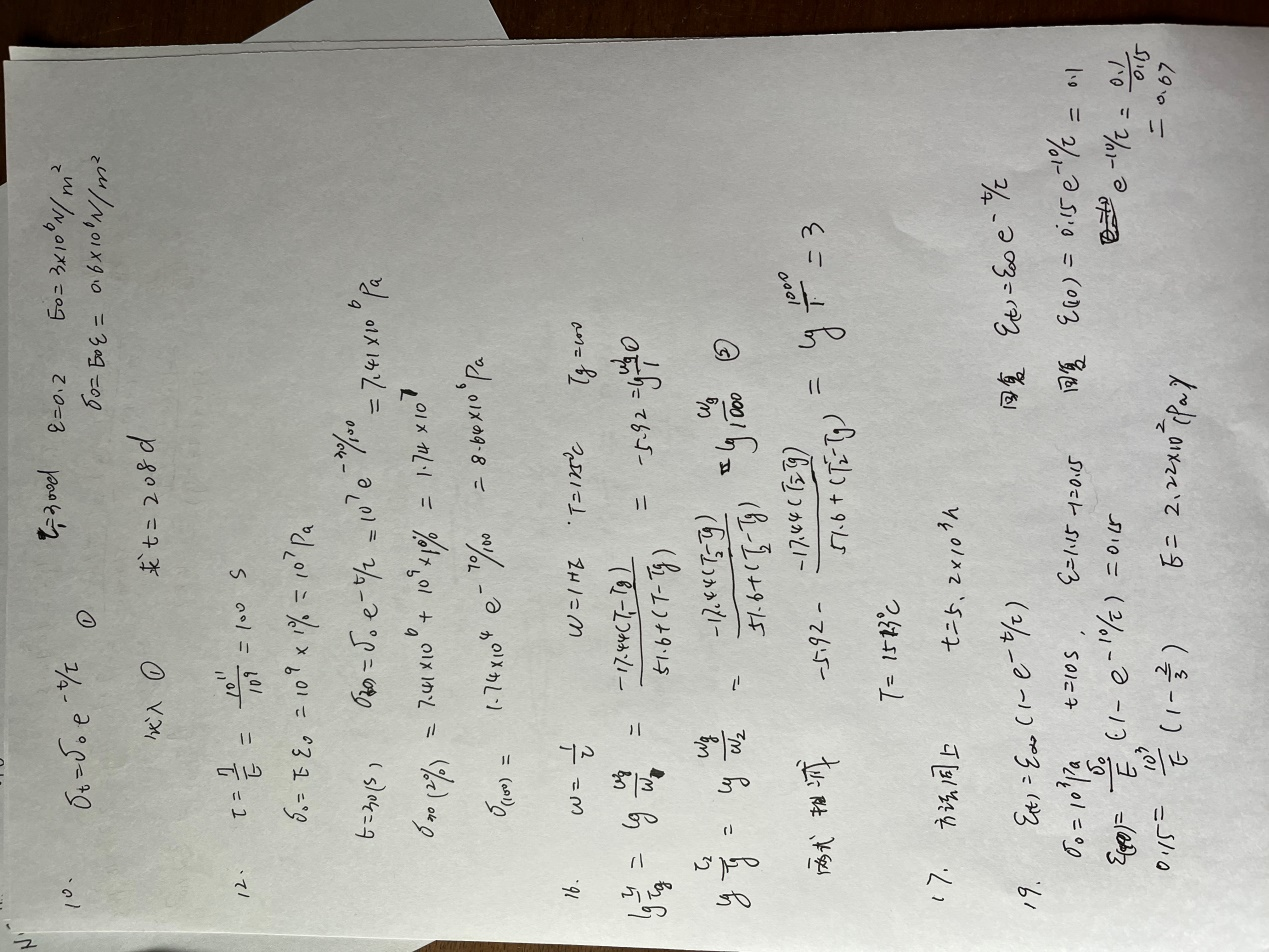 10. σt=σ0 e^-t/τ ① τ=300d ε=0.2 E0=3×10^6 N/m²
σ0=E0ε= 0.6×10^6 N/m²
代入① 求t=208d
12. τ=η/E = 10^11/10^9 =100 s
σ0=E ε0 =10^9 ×1%=10^7 Pa
t=30(s), σ30=σ0 e^-t/τ =10^7 e^-30/100 =7.41×10^6 Pa
σ30(2%) =7.41×10^6 + 10^9 ×1% = 1.74×10^7
σ(100) = 1.74×10^4 e^-70/100 = 8.64×10^6 Pa
16. ω=1/τ ω=1HZ T=125℃ Tg=100
lg τ1/τg = lg ωg/ω1 = -17.44(T1-Tg)/51.6+(T-Tg) = -5.92 =lg ωg/1 ①
lg τ2/τg = lg ωg/ω2 = -17.44(T2-Tg)/51.6+(T2-Tg) = lg ωg/1000 ②
两式相减 -5.92- -17.44(T2-Tg)/51.6+(T2-Tg) = lg 1000/1 =3
17. 方法同上 t=5.2×10^3h
19. ε(t)=ε∞(1-e^-t/τ) 回复 ε(t)=ε∞ e^-t/τ
σ0=10^3Pa t=10s, ε=1.15-1=0.15 回复 ε(10)=0.15 e^-10/τ =0.1
ε(10)= σ0/E (1-e^-10/τ)=0.15 e^-10/τ = 0.1/0.15
0.15= 10^3/E (1-2/3) E=2.22×10^2(Pa) =0.67